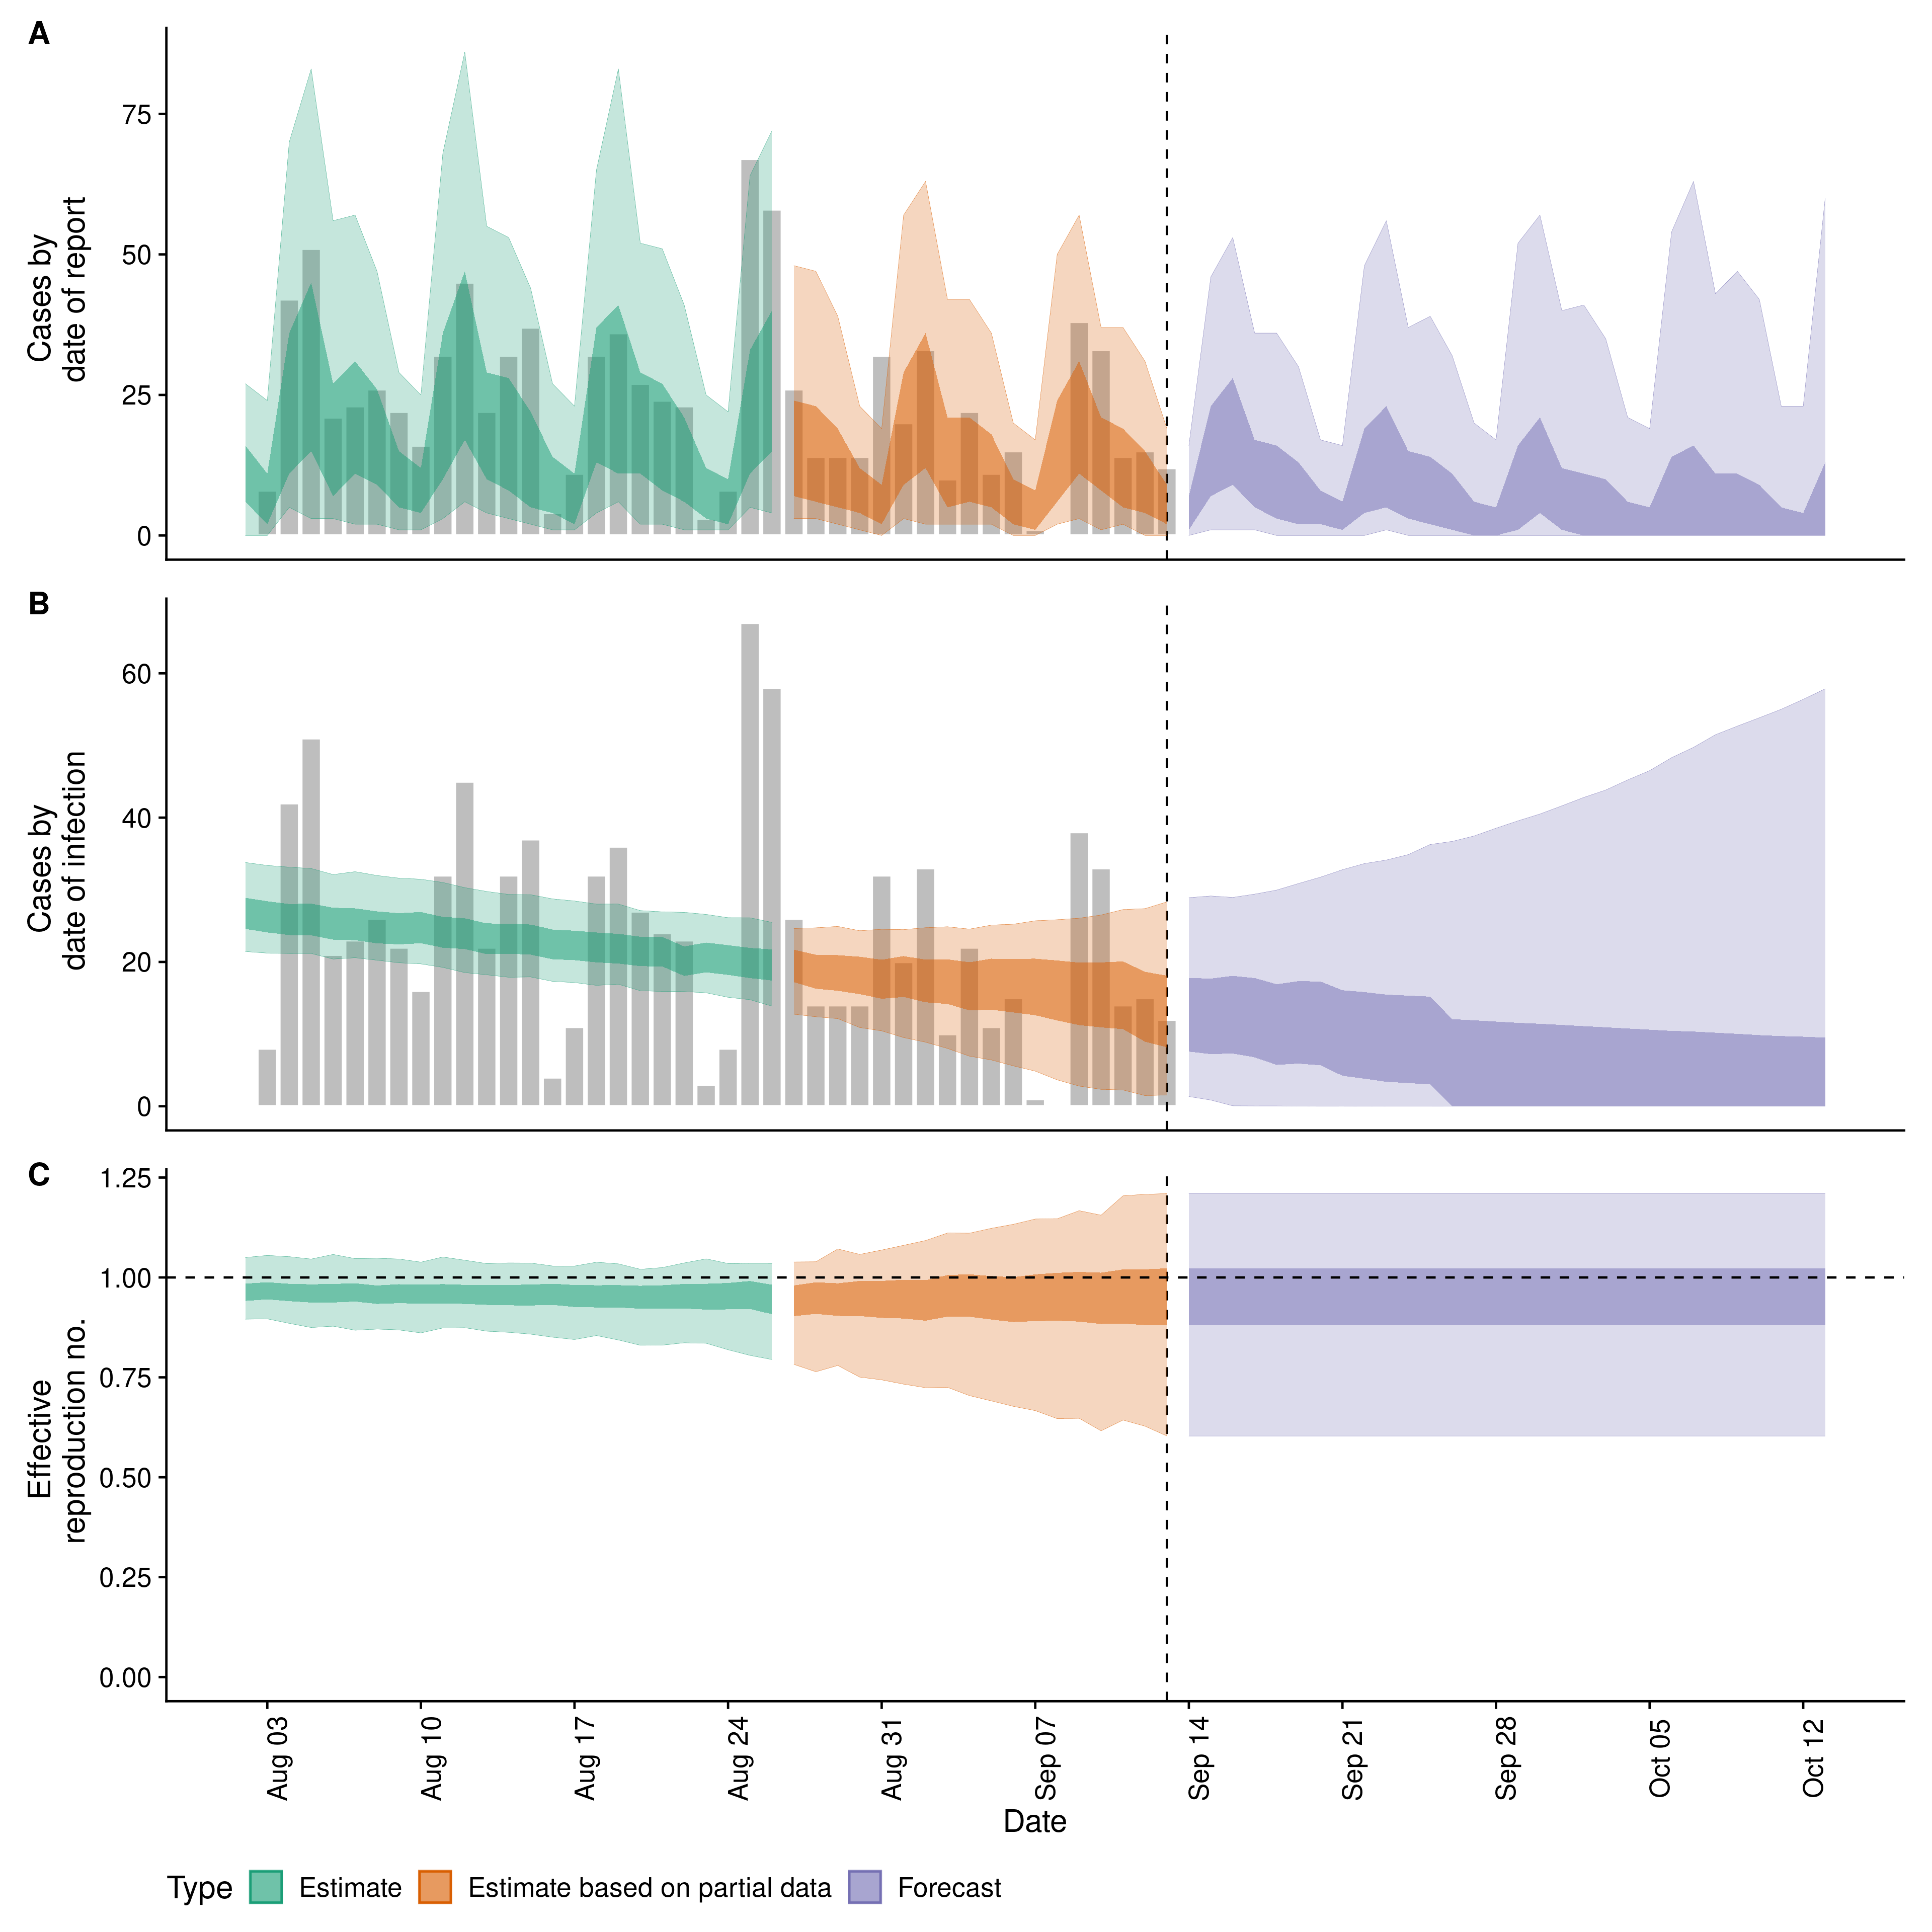 A
75
50
25
0
Cases by
date of report
B
60
40
20
0
Cases by
date of infection
C
1.25
1.00
0.75
0.50
0.25
0.00
Effective
reproduction no.
Aug 03
Aug 10
Aug 17
Aug 24
Aug 31
Sep 07
Sep 14
Sep 21
Sep 28
Oct 05
Oct 12
Date
Type Estimate Estimate based on partial data Forecast